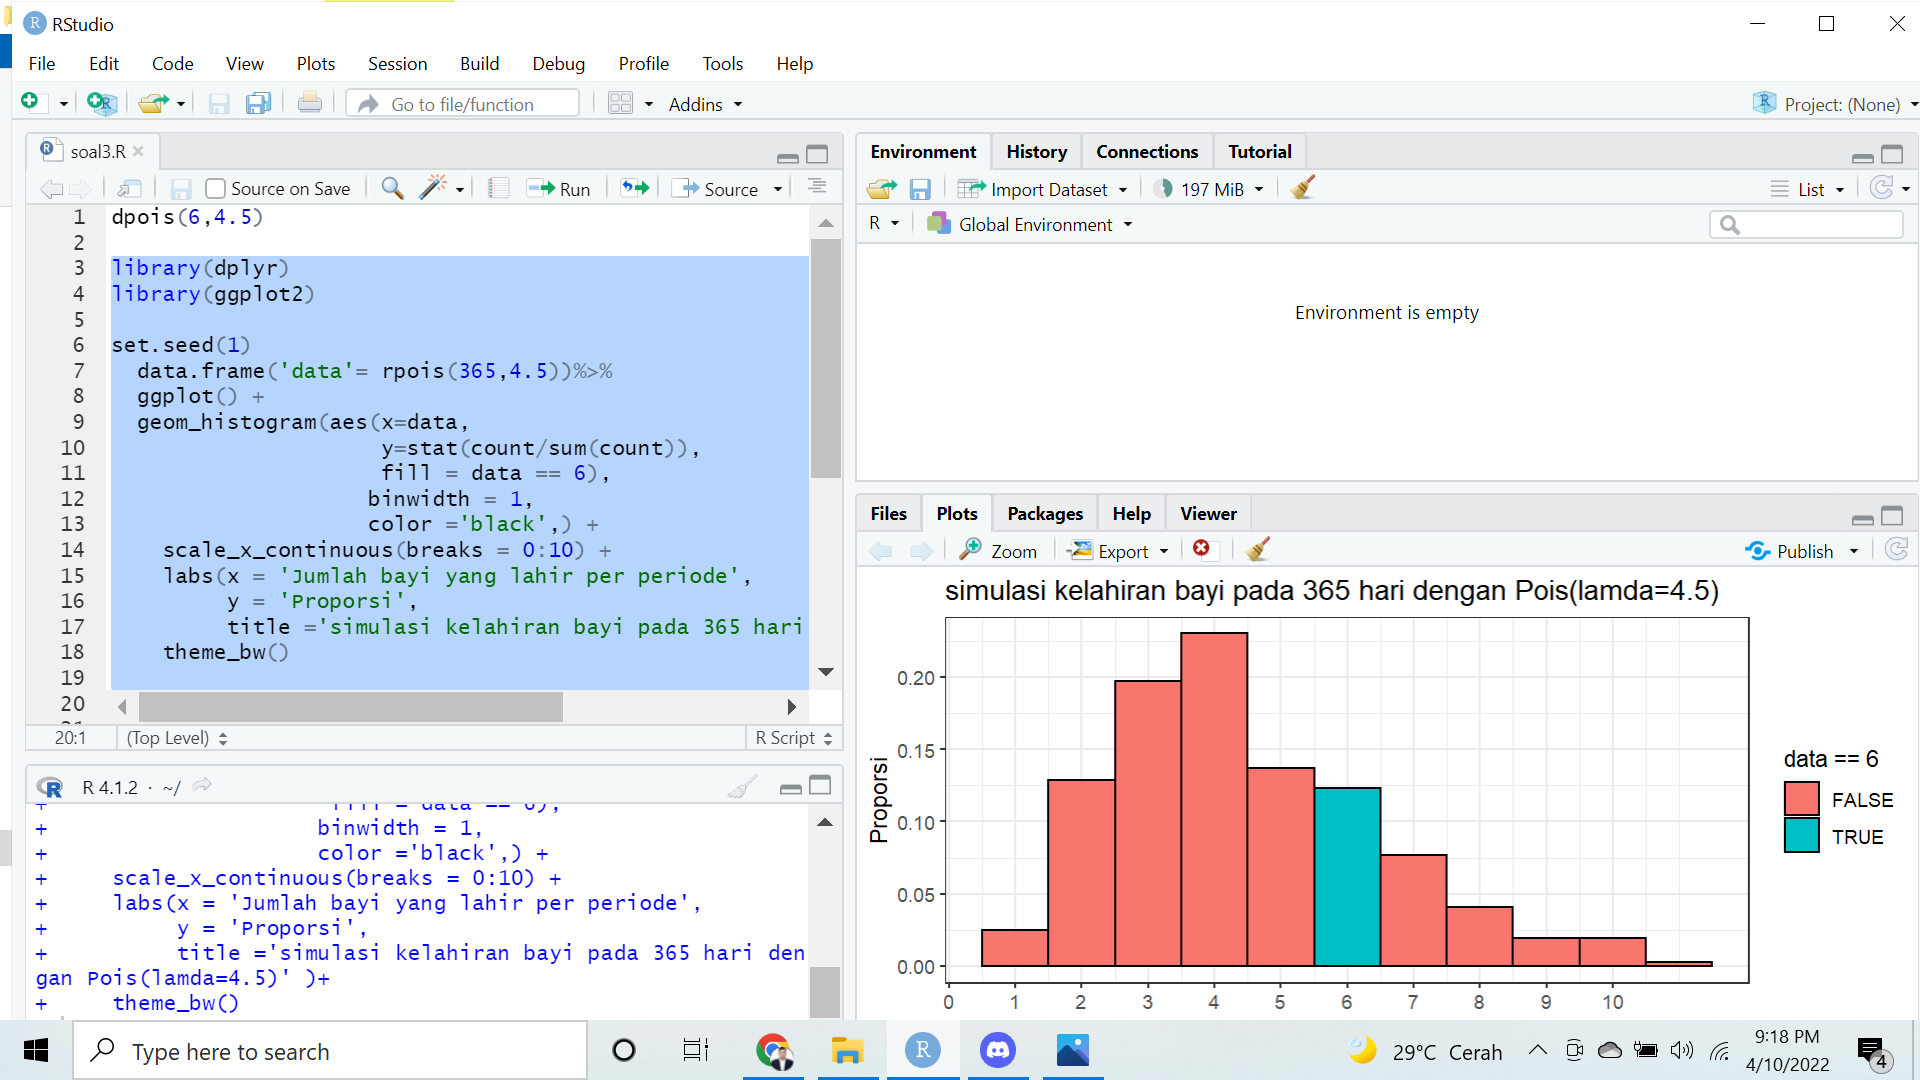 RStudio
File Edit Code View Plots Session Build Debug Profile Tools Help
Go to file/function Addins Project: (None)
soal3.R
Source on Save Run Source
1 dpois(6,4.5)
2
3 library(dplyr)
4 library(ggplot2)
5
6 set.seed(1)
7 data.frame('data'= rpois(365,4.5))%>%
8 ggplot() +
9 geom_histogram(aes(x=data,
10 y=stat(count/sum(count)),
11 fill = data == 6),
12 binwidth = 1,
13 color ='black',) +
14 scale_x_continuous(breaks = 0:10) +
15 labs(x = 'Jumlah bayi yang lahir per periode',
16 y = 'Proporsi',
17 title ='simulasi kelahiran bayi pada 365 hari
18 theme_bw()
19
20
20:1 (Top Level) R Script
R 4.1.2 · ~/
+ fill = data == 6),
+ binwidth = 1,
+ color ='black',) +
+ scale_x_continuous(breaks = 0:10) +
+ labs(x = 'Jumlah bayi yang lahir per periode',
+ y = 'Proporsi',
+ title ='simulasi kelahiran bayi pada 365 hari den
gan Pois(lamda=4.5)' )+
+ theme_bw()
Environment History Connections Tutorial
Import Dataset 197 MiB List
R Global Environment
Environment is empty
Files Plots Packages Help Viewer
Zoom Export Publish
simulasi kelahiran bayi pada 365 hari dengan Pois(lamda=4.5)
Proporsi
0.20
0.15
0.10
0.05
0.00
0 1 2 3 4 5 6 7 8 9 10
data == 6
FALSE
TRUE
Type here to search
29°C Cerah
9:18 PM
4/10/2022
4